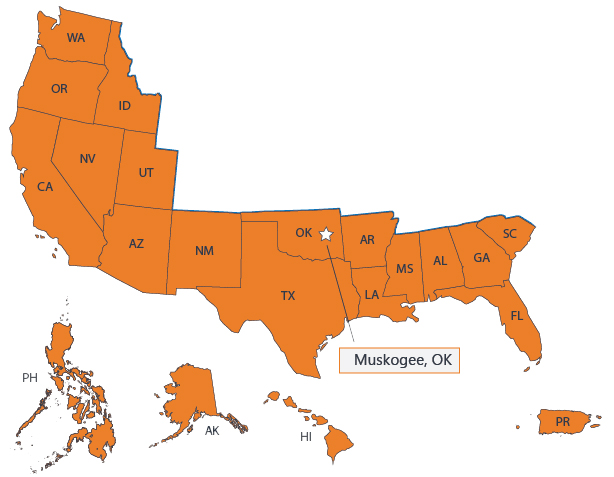 WA
OR
ID
NV
UT
CA
AZ
NM
OK
TX
AR
LA
MS
AL
GA
SC
FL
Muskogee, OK
PH
AK
HI
PR